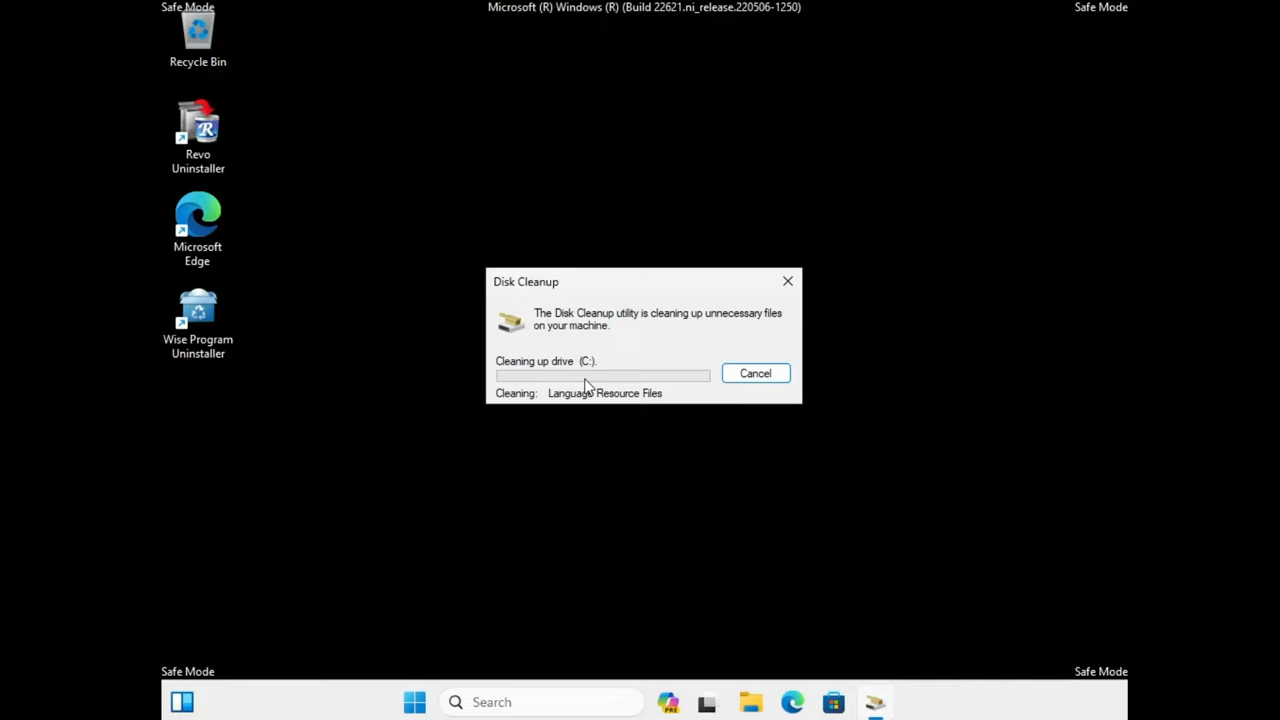 Safe Mode
Microsoft (R) Windows (R) (Build 22621.ni_release.220506-1250)
Safe Mode
Recycle Bin
Revo
Uninstaller
Microsoft
Edge
Wise Program
Uninstaller
Disk Cleanup
The Disk Cleanup utility is cleaning up unnecessary files
on your machine.
Cleaning up drive (C:).
Cancel
Cleaning: Language Resource Files
Safe Mode
Safe Mode
Search
PRE